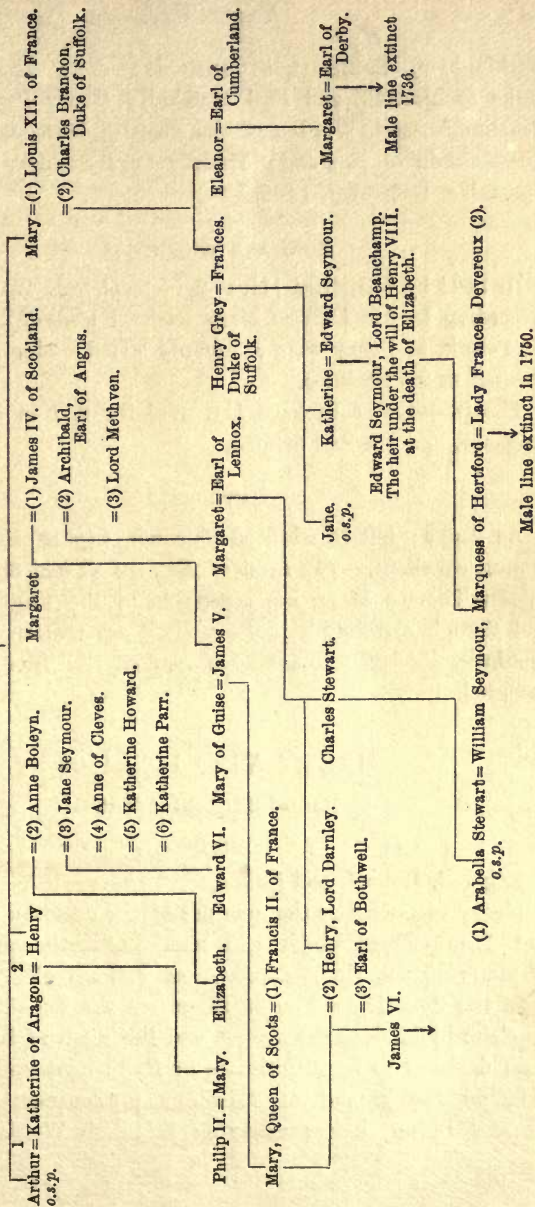 1 2
Arthur=Katherine of Aragon=Henry =(2) Anne Boleyn. Margaret =(1) James IV. of Scotland. Mary=(1) Louis XII. of France.
o.s.p. =(3) Jane Seymour. =(2) Archibald, =(2) Charles Brandon,
Earl of Angus. Duke of Suffolk.
=(4) Anne of Cleves. =(3) Lord Methven.
=(5) Katherine Howard.
=(6) Katherine Parr.
Philip II.=Mary. Elizabeth. Edward VI. Mary of Guise=James V. Margaret=Earl of Henry Grey=Frances. Eleanor=Earl of
Lennox, Duke of Cumberland.
Suffolk.
Mary, Queen of Scots=(1) Francis II. of France.
=(2) Henry, Lord Darnley. Charles Stewart. Jane. Katherine=Edward Seymour. Margaret=Earl of
o.s.p. Derby.
=(3) Earl of Bothwell.
Edward Seymour, Lord Beauchamp.
The heir under the will of Henry VIII.
at the death of Elizabeth.
Male line extinct
1736.
James VI.
(1) Arabella Stewart=William Seymour, Marquess of Hertford=Lady Frances Devereux (2).
o.s.p.
Male line extinct in 1750.